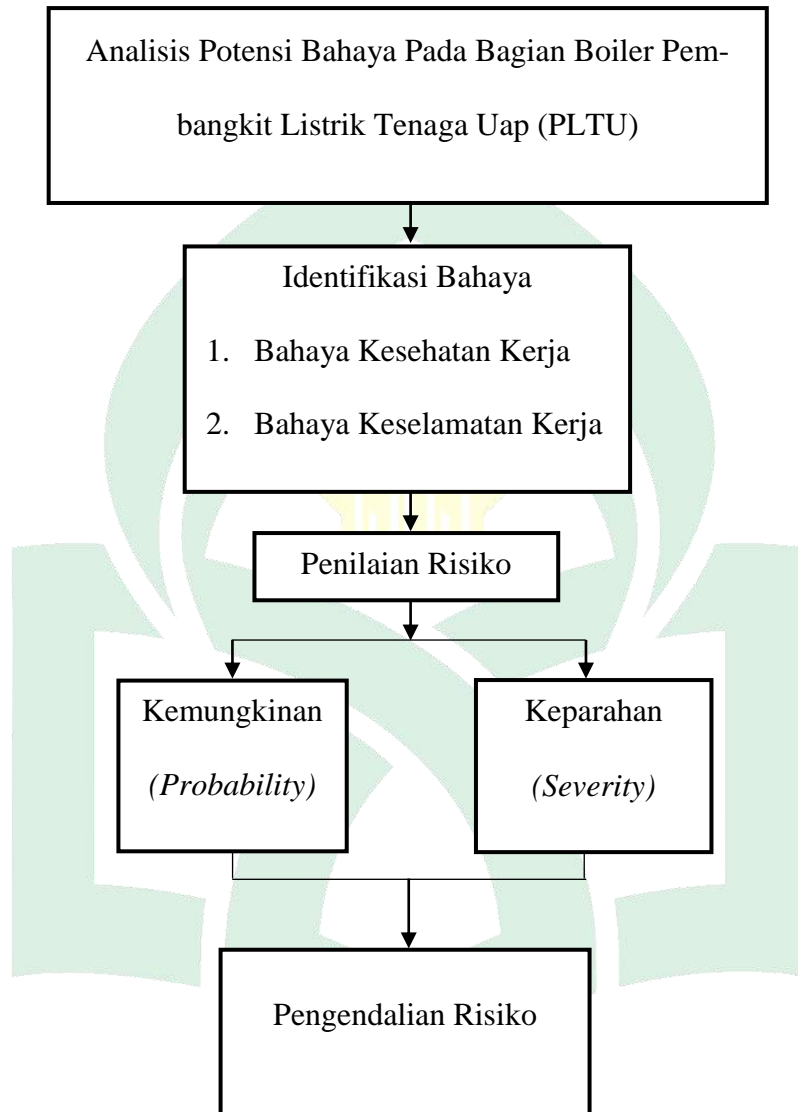 Analisis Potensi Bahaya Pada Bagian Boiler Pem-
bangkit Listrik Tenaga Uap (PLTU)
Identifikasi Bahaya
1. Bahaya Kesehatan Kerja
2. Bahaya Keselamatan Kerja
Penilaian Risiko
Kemungkinan
(Probability)
Keparahan
(Severity)
Pengendalian Risiko